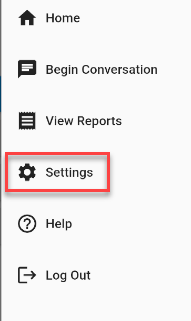 Home
Begin Conversation
View Reports
Settings
Help
Log Out